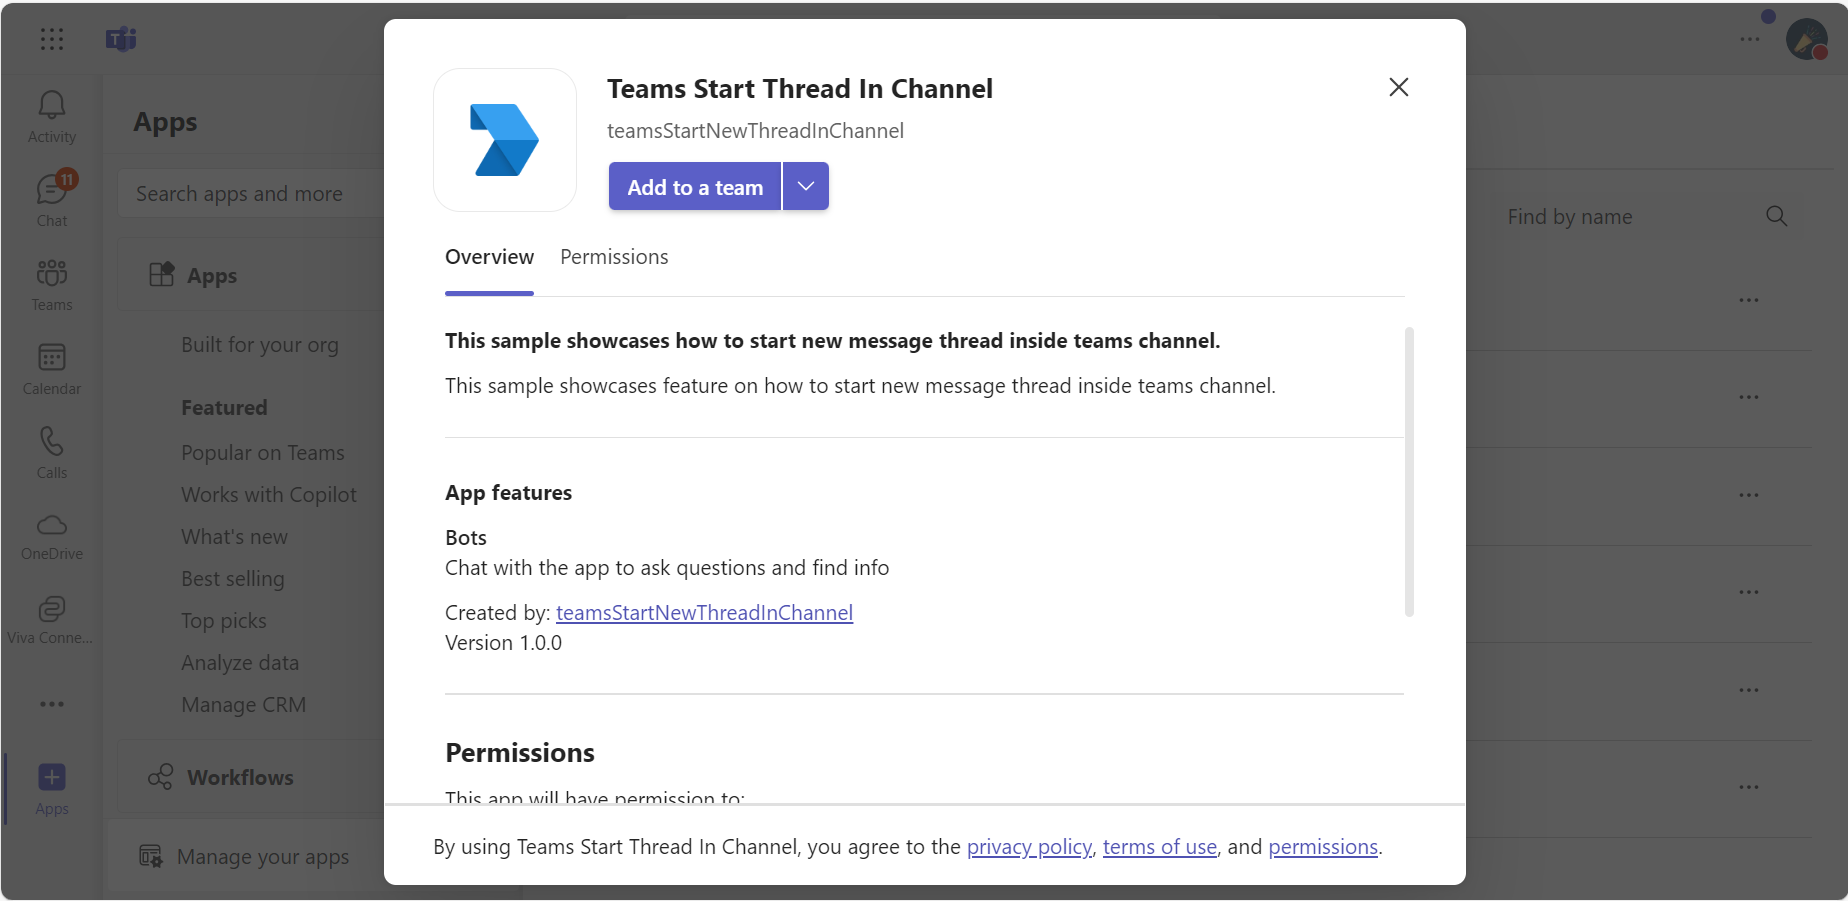 Activity
11
Chat
Teams
Calendar
Calls
OneDrive
Viva Conne...
Apps
Apps
Search apps and more
Apps
Built for your org
Featured
Popular on Teams
Works with Copilot
What's new
Best selling
Top picks
Analyze data
Manage CRM
Workflows
Manage your apps
Teams Start Thread In Channel
teamsStartNewThreadInChannel
Add to a team
Overview Permissions
This sample showcases how to start new message thread inside teams channel.
This sample showcases feature on how to start new message thread inside teams channel.
App features
Bots
Chat with the app to ask questions and find info
Created by: teamsStartNewThreadInChannel
Version 1.0.0
Permissions
This app will have permission to:
By using Teams Start Thread In Channel, you agree to the privacy policy, terms of use, and permissions.
Find by name